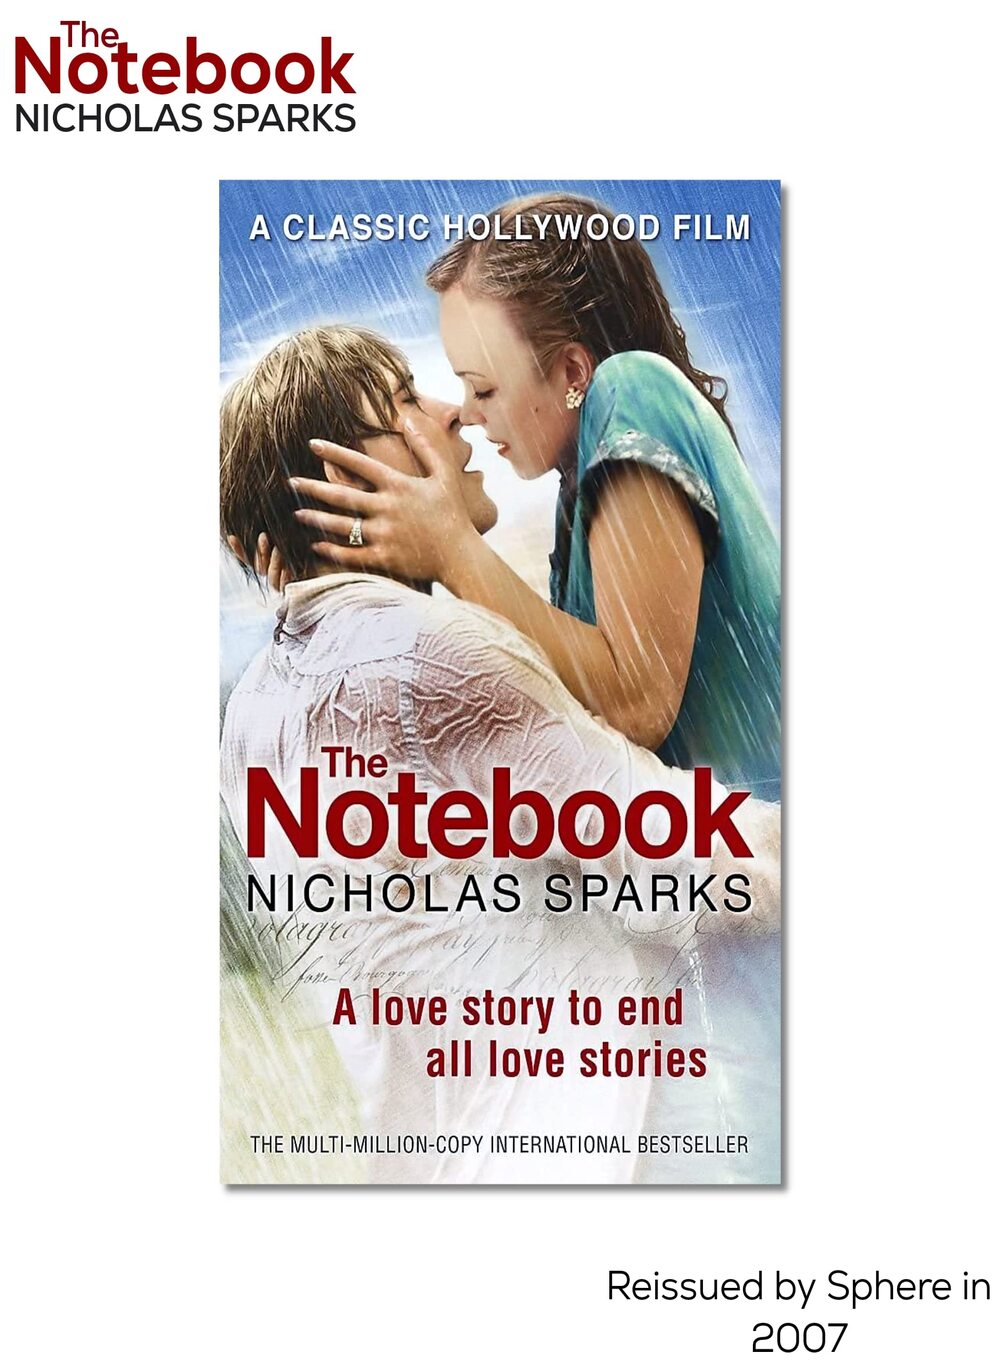 The
Notebook
NICHOLAS SPARKS
A CLASSIC HOLLYWOOD FILM
The
Notebook
NICHOLAS SPARKS
A love story to end
all love stories
THE MULTI-MILLION-COPY INTERNATIONAL BESTSELLER
Reissued by Sphere in
2007